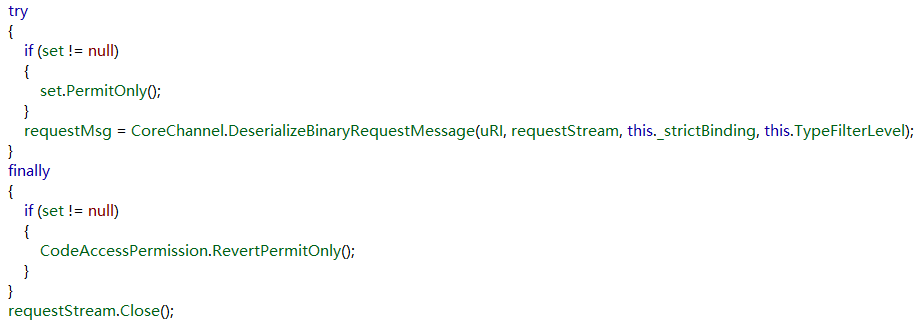 try
{
if (set != null)
{
set.PermitOnly();
}
requestMsg = CoreChannel.DeserializeBinaryRequestMessage(uRI, requestStream, this._strictBinding, this.TypeFilterLevel);
}
finally
{
if (set != null)
{
CodeAccessPermission.RevertPermitOnly();
}
}
requestStream.Close();